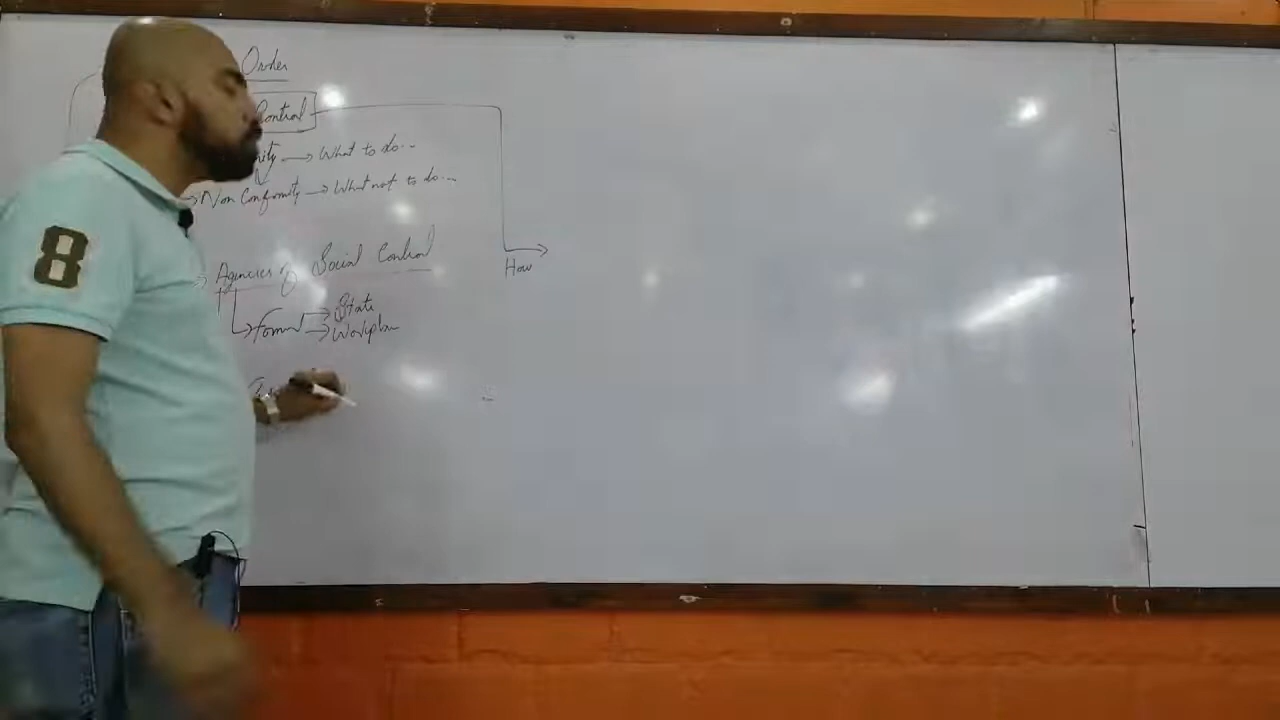 Order
Control
→ What to do..
→ Non Conformity → What not to do...
→ Agencies of Social Control
How
→ State
→ Formal → Workplace
8